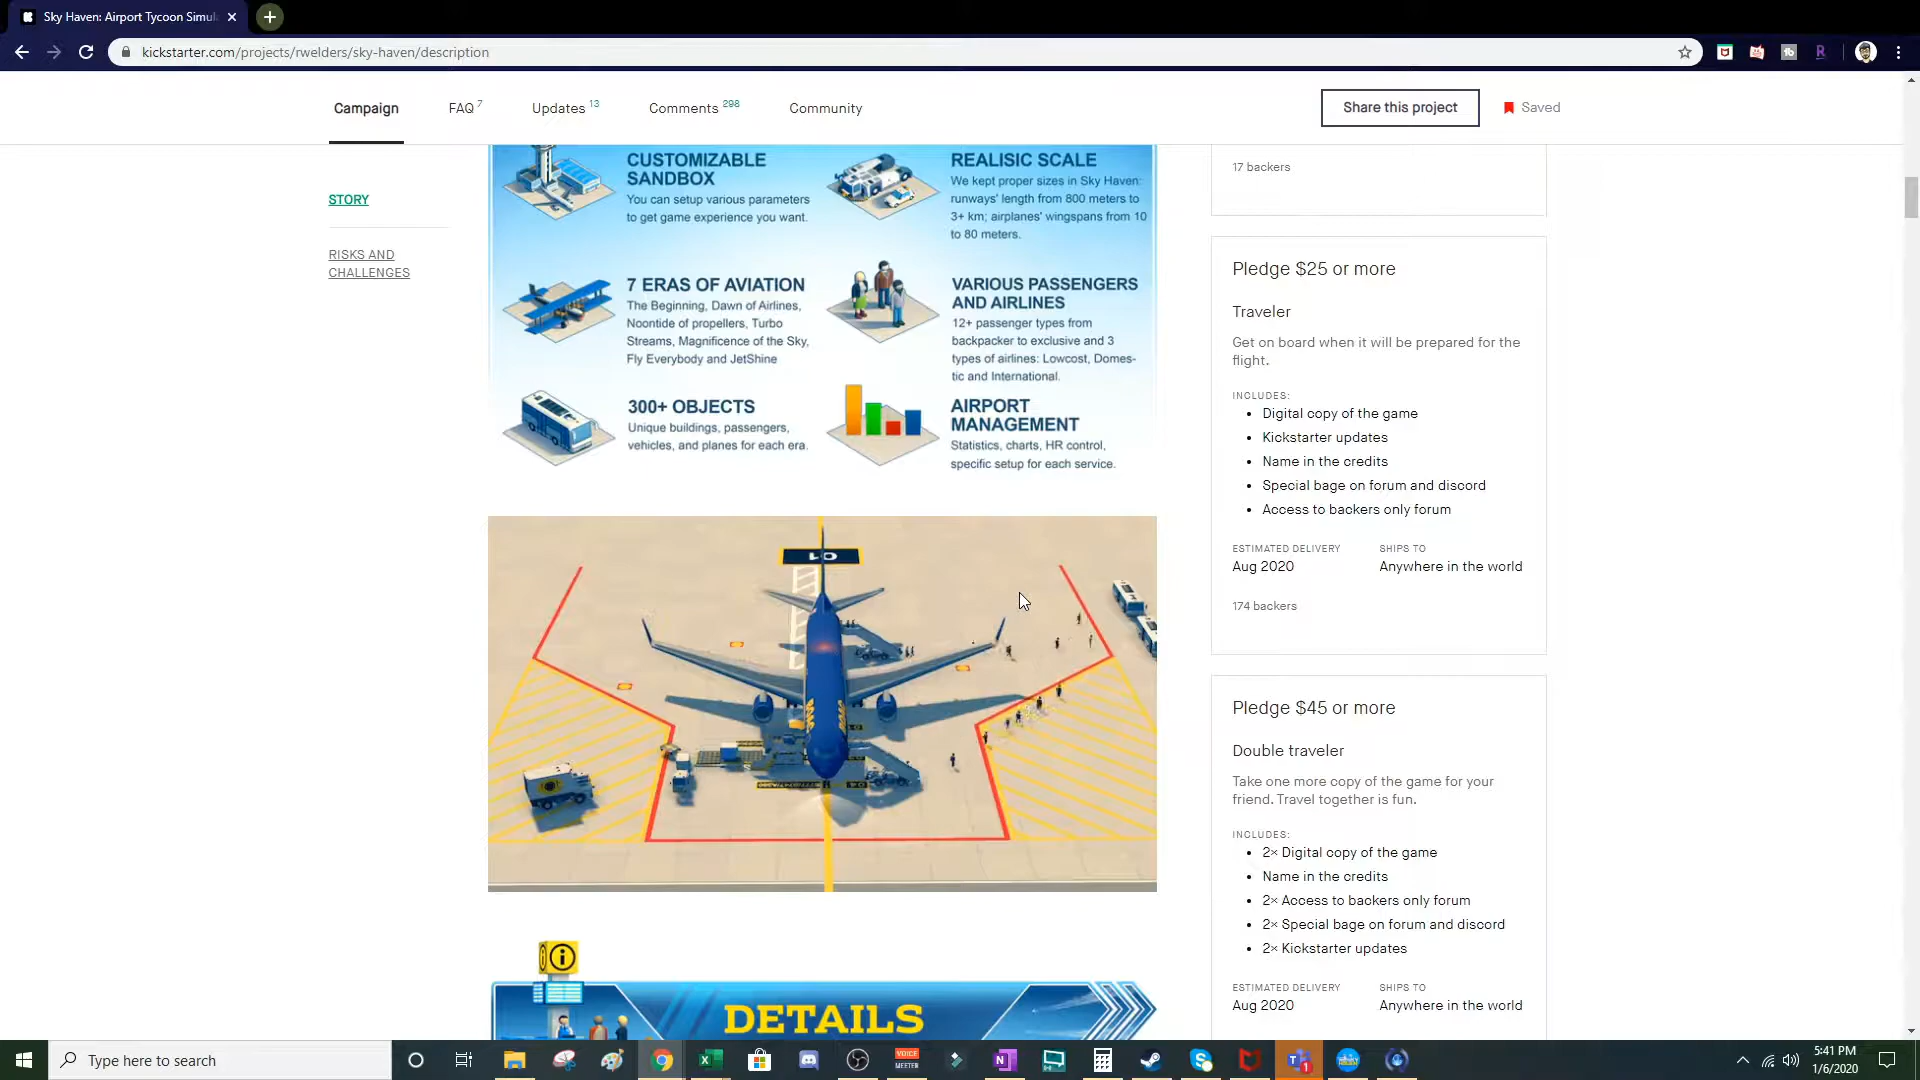 Sky Haven: Airport Tycoon Simul
kickstarter.com/projects/rwelders/sky-haven/description
Campaign
FAQ 7
Updates 13
Comments 298
Community
Share this project
Saved
STORY
RISKS AND
CHALLENGES
CUSTOMIZABLE
SANDBOX
You can setup various parameters
to get game experience you want.
REALISIC SCALE
We kept proper sizes in Sky Haven:
runways' length from 800 meters to
3+ km; airplanes' wingspans from 10
to 80 meters.
7 ERAS OF AVIATION
The Beginning, Dawn of Airlines,
Noontide of propellers, Turbo
Streams, Magnificence of the Sky,
Fly Everybody and JetShine
VARIOUS PASSENGERS
AND AIRLINES
12+ passenger types from
backpacker to exclusive and 3
types of airlines: Lowcost, Domes-
tic and International.
300+ OBJECTS
Unique buildings, passengers,
vehicles, and planes for each era.
AIRPORT
MANAGEMENT
Statistics, charts, HR control,
specific setup for each service.
DETAILS
17 backers
Pledge $25 or more
Traveler
Get on board when it will be prepared for the
flight.
INCLUDES:
• Digital copy of the game
• Kickstarter updates
• Name in the credits
• Special bage on forum and discord
• Access to backers only forum
ESTIMATED DELIVERY
Aug 2020
SHIPS TO
Anywhere in the world
174 backers
Pledge $45 or more
Double traveler
Take one more copy of the game for your
friend. Travel together is fun.
INCLUDES:
• 2× Digital copy of the game
• Name in the credits
• 2× Access to backers only forum
• 2× Special bage on forum and discord
• 2× Kickstarter updates
ESTIMATED DELIVERY
Aug 2020
SHIPS TO
Anywhere in the world
Type here to search
VOICE
MEETER
5:41 PM
1/6/2020